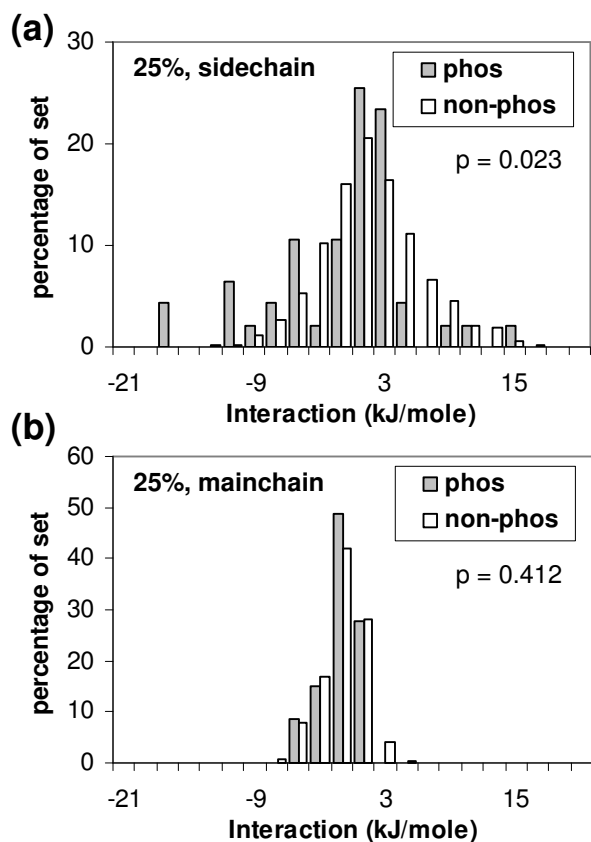 (a)
30
20
10
0
percentage of set
25%, sidechain
phos
non-phos
p = 0.023
-21 -9 3 15
Interaction (kJ/mole)
(b)
60
50
40
30
20
10
0
percentage of set
25%, mainchain
phos
non-phos
p = 0.412
-21 -9 3 15
Interaction (kJ/mole)